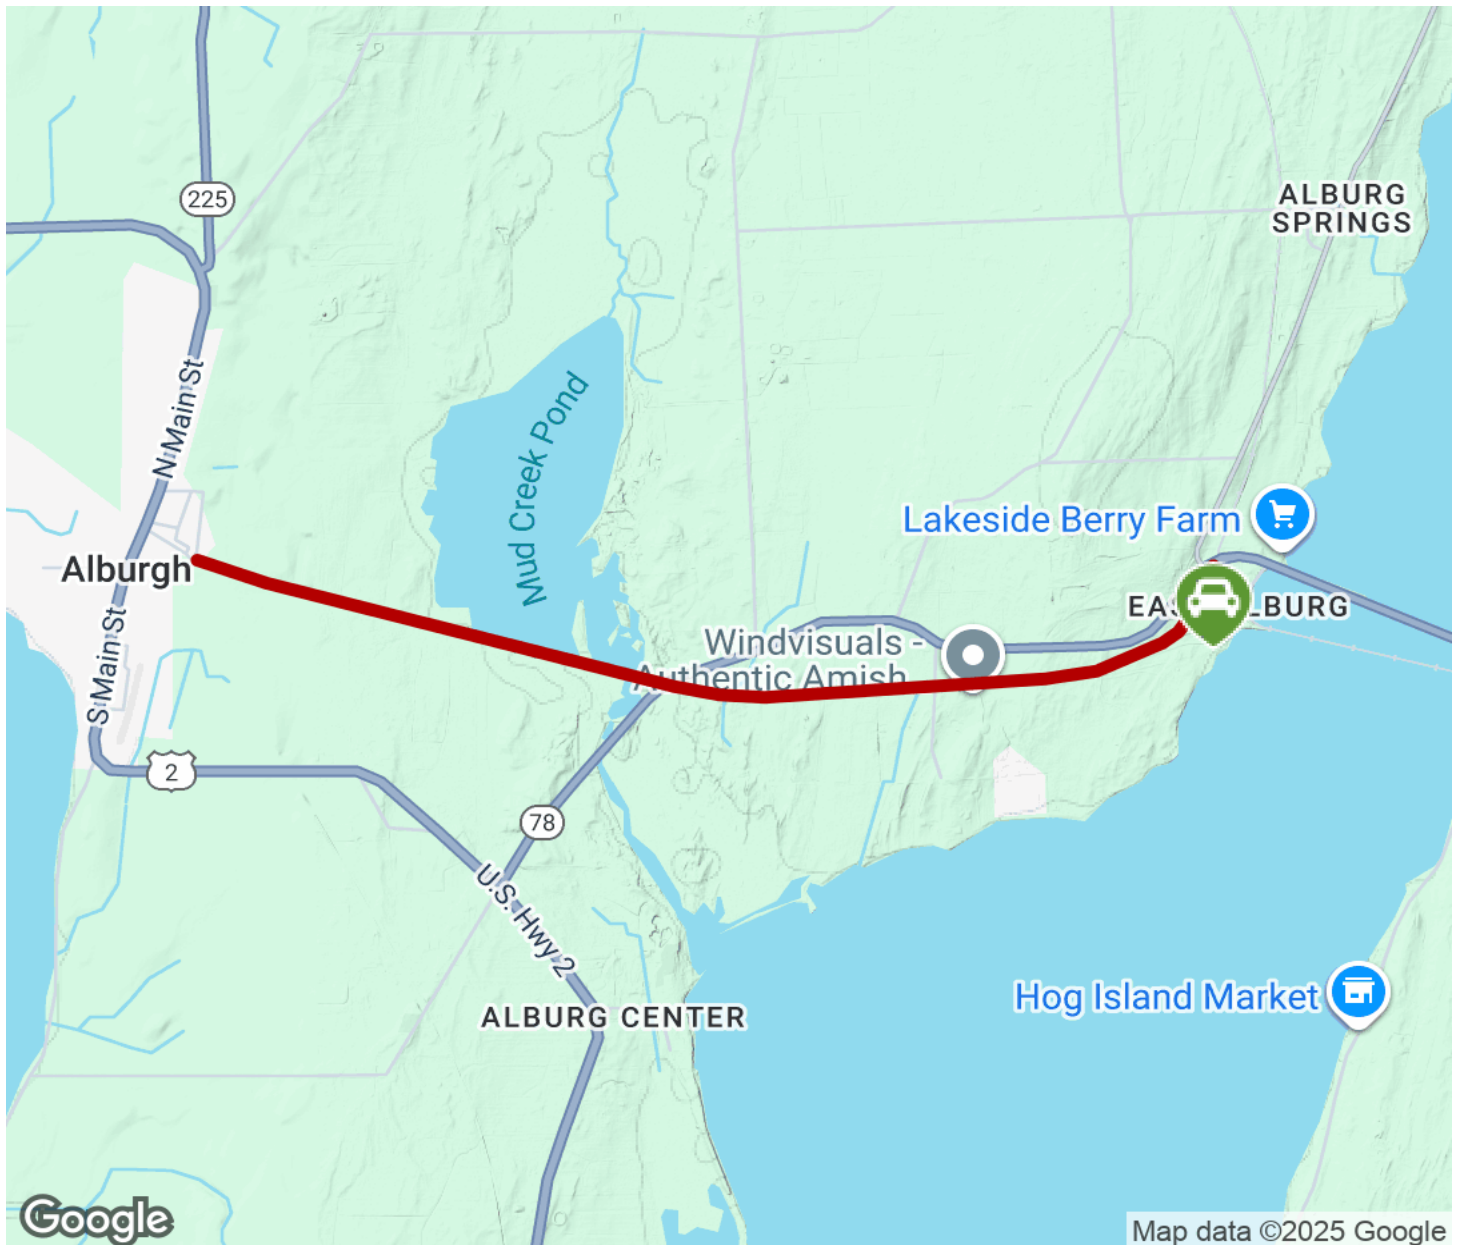 225
ALBURG
SPRINGS
N Main St
Mud Creek Pond
Lakeside Berry Farm
Alburgh
Windvisuals -
Authentic Amish
S Main St
2
78
U.S. Hwy 2
ALBURG CENTER
Hog Island Market
Google
Map data ©2025 Google